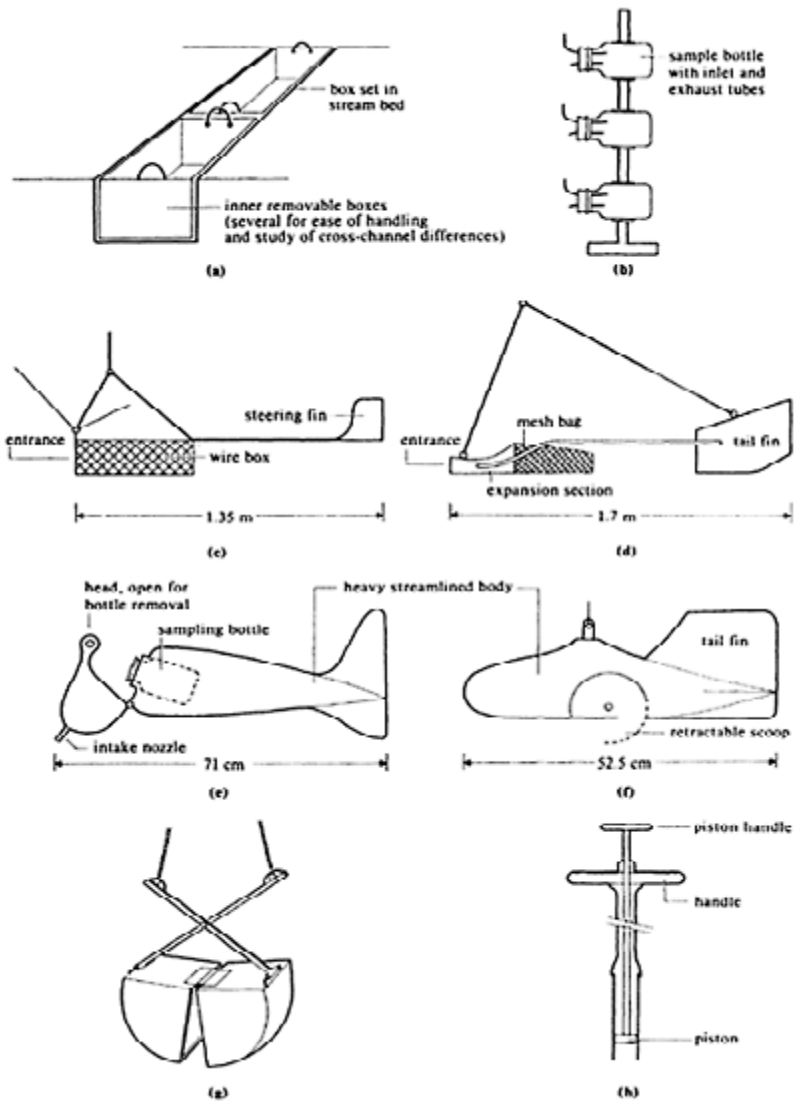 box set in
stream bed
inner removable boxes
(several for ease of handling
and study of cross-channel differences)
(a)
sample bottle
with inlet and
exhaust tubes
(b)
entrance
steering fin
wire box
1.35 m
(c)
entrance
mesh bag
tail fin
expansion section
1.7 m
(d)
head, open for
bottle removal
sampling bottle
heavy streamlined body
intake nozzle
71 cm
(e)
tail fin
retractable scoop
52.5 cm
(f)
(g)
piston handle
handle
piston
(h)